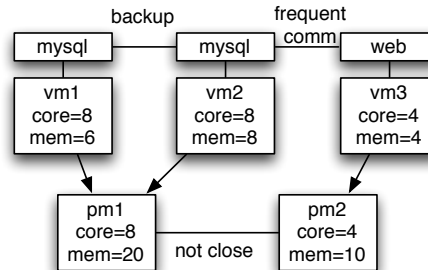 backup
frequent
comm
mysql
mysql
web
vm1
core=8
mem=6
vm2
core=8
mem=8
vm3
core=4
mem=4
pm1
core=8
mem=20
not close
pm2
core=4
mem=10